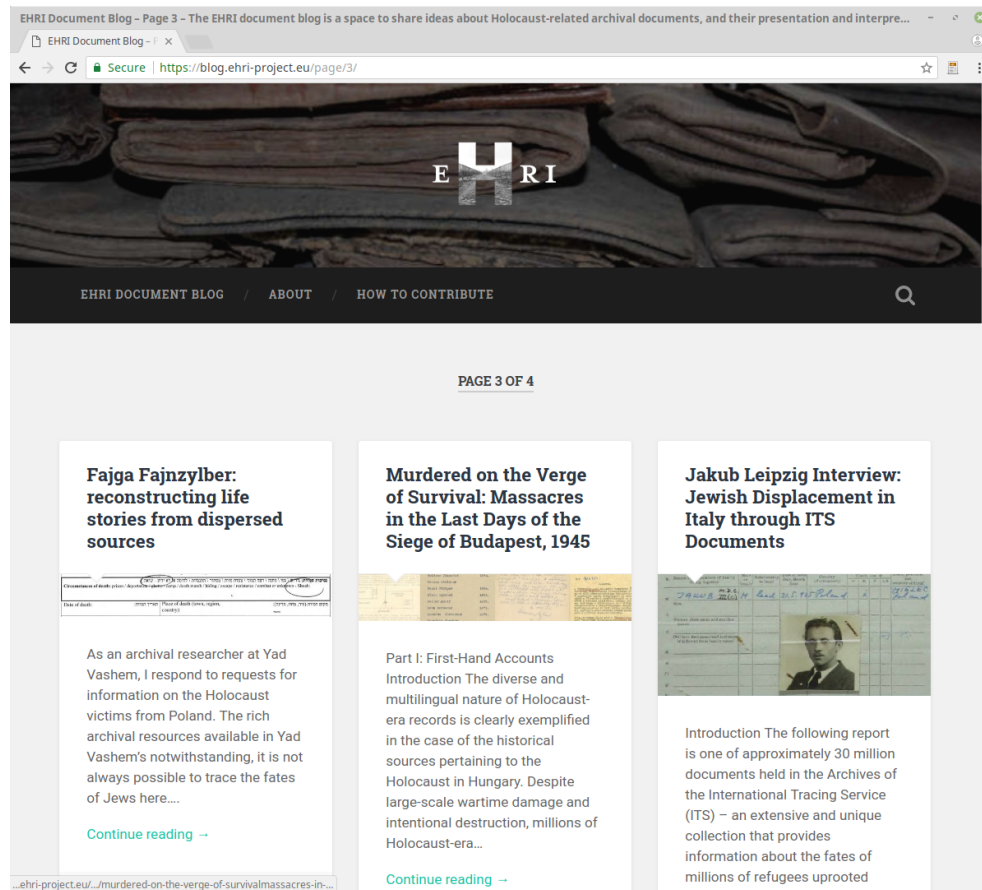 EHRI Document Blog – Page 3 – The EHRI document blog is a space to share ideas about Holocaust-related archival documents, and their presentation and interpre...
EHRI Document Blog – P
Secure | https://blog.ehri-project.eu/page/3/
E H RI
EHRI DOCUMENT BLOG / ABOUT / HOW TO CONTRIBUTE
PAGE 3 OF 4
Fajga Fajnzylber:
reconstructing life
stories from dispersed
sources
Date of death:
Place of death (town, region,
country)
As an archival researcher at Yad
Vashem, I respond to requests for
information on the Holocaust
victims from Poland. The rich
archival resources available in Yad
Vashem's notwithstanding, it is not
always possible to trace the fates
of Jews here....
Continue reading →
Murdered on the Verge
of Survival: Massacres
in the Last Days of the
Siege of Budapest, 1945
Part I: First-Hand Accounts
Introduction The diverse and
multilingual nature of Holocaust-
era records is clearly exemplified
in the case of the historical
sources pertaining to the
Holocaust in Hungary. Despite
large-scale wartime damage and
intentional destruction, millions of
Holocaust-era...
Continue reading →
Jakub Leipzig Interview:
Jewish Displacement in
Italy through ITS
Documents
JAKUB
Introduction The following report
is one of approximately 30 million
documents held in the Archives of
the International Tracing Service
(ITS) – an extensive and unique
collection that provides
information about the fates of
millions of refugees uprooted
...ehri-project.eu/.../murdered-on-the-verge-of-survivalmassacres-in-...